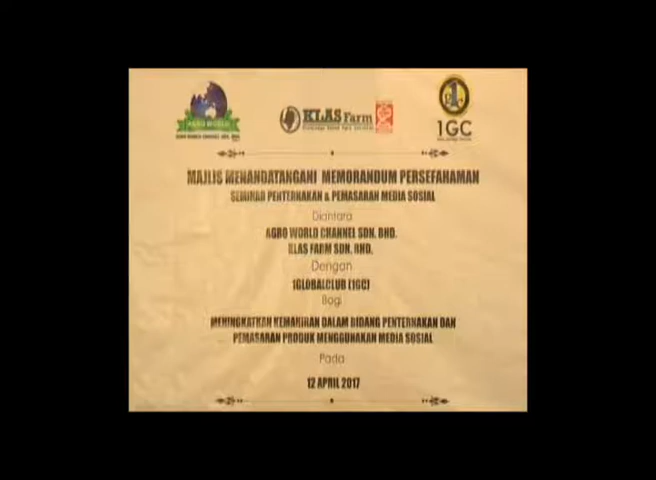 AGRO WORLD
KLAS Farm
1GC
MAJLIS MENANDATANGANI MEMORANDUM PERSEFAHAMAN
SEMINAR PENTERNAKAN & PEMASARAN MEDIA SOSIAL
Diantara
AGRO WORLD CHANNEL SDN. BHD.
KLAS FARM SDN. BHD.
Dengan
1GLOBALCLUB (1GC)
Bagi
MENINGKATKAN KEMAHIRAN DALAM BIDANG PENTERNAKAN DAN
PEMASARAN PRODUK MENGGUNAKAN MEDIA SOSIAL
Pada
12 APRIL 2017